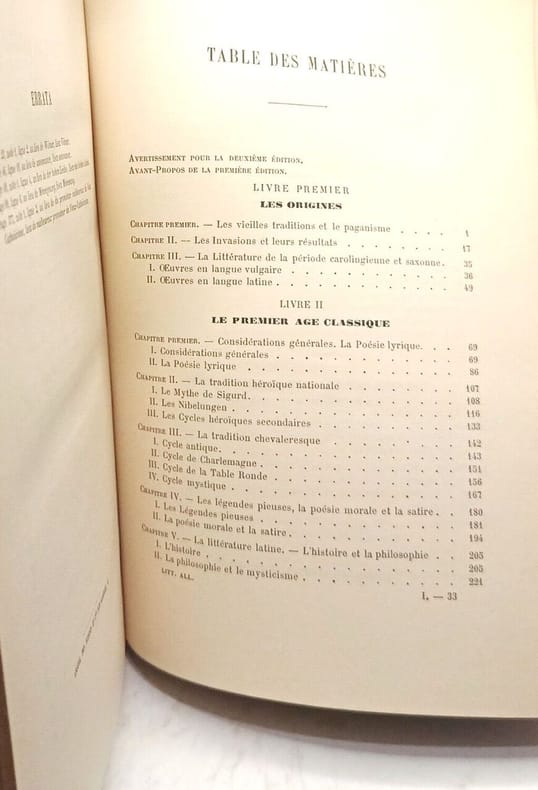 ERRATA
TABLE DES MATIÈRES
AVERTISSEMENT POUR LA DEUXIÈME ÉDITION.
AVANT-PROPOS DE LA PREMIÈRE ÉDITION.
LIVRE PREMIER
LES ORIGINES
CHAPITRE PREMIER. — Les vieilles traditions et le paganisme . . . . 1
CHAPITRE II. — Les Invasions et leurs résultats . . . . . . . 17
CHAPITRE III. — La Littérature de la période carolingienne et saxonne. 35
I. Œuvres en langue vulgaire . . . . . . . . . . 36
II. Œuvres en langue latine . . . . . . . . . . . 49
LIVRE II
LE PREMIER AGE CLASSIQUE
CHAPITRE PREMIER. — Considérations générales. La Poésie lyrique. . . 69
I. Considérations générales . . . . . . . . . . . 69
II. La Poésie lyrique . . . . . . . . . . . . . 86
CHAPITRE II. — La tradition héroïque nationale . . . . . . . 107
I. Le Mythe de Sigurd. . . . . . . . . . . . . 108
II. Les Nibelungen . . . . . . . . . . . . . . 116
III. Les Cycles héroïques secondaires . . . . . . . . 133
CHAPITRE III. — La tradition chevaleresque . . . . . . . . 142
I. Cycle antique. . . . . . . . . . . . . . . 143
II. Cycle de Charlemagne . . . . . . . . . . . . 151
III. Cycle de la Table Ronde . . . . . . . . . . . 156
IV. Cycle mystique . . . . . . . . . . . . . . 167
CHAPITRE IV. — Les légendes pieuses, la poésie morale et la satire. . 180
I. Les Légendes pieuses . . . . . . . . . . . . 181
II. La poésie morale et la satire. . . . . . . . . . 194
CHAPITRE V. — La littérature latine. — L'histoire et la philosophie . . 205
I. L'histoire . . . . . . . . . . . . . . . . 205
II. La philosophie et le mysticisme . . . . . . . . . 221
LITT. ALL.
I. — 33